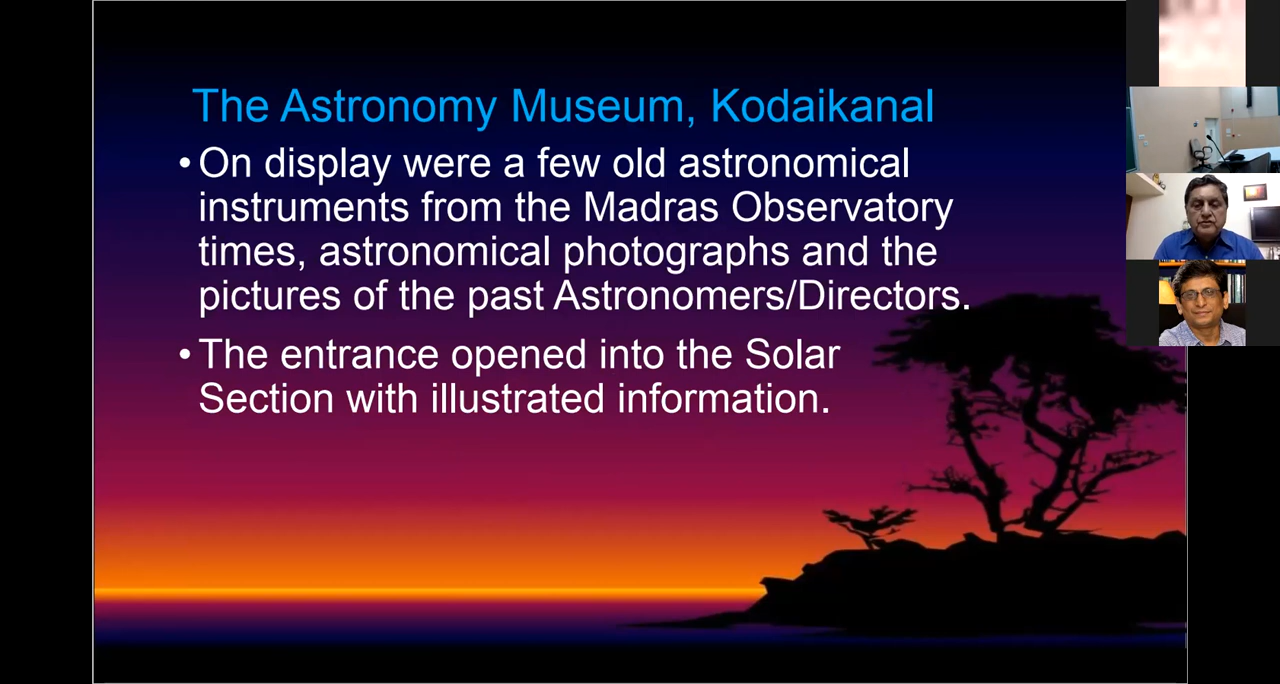 The Astronomy Museum, Kodaikanal
• On display were a few old astronomical
instruments from the Madras Observatory
times, astronomical photographs and the
pictures of the past Astronomers/Directors.
• The entrance opened into the Solar
Section with illustrated information.